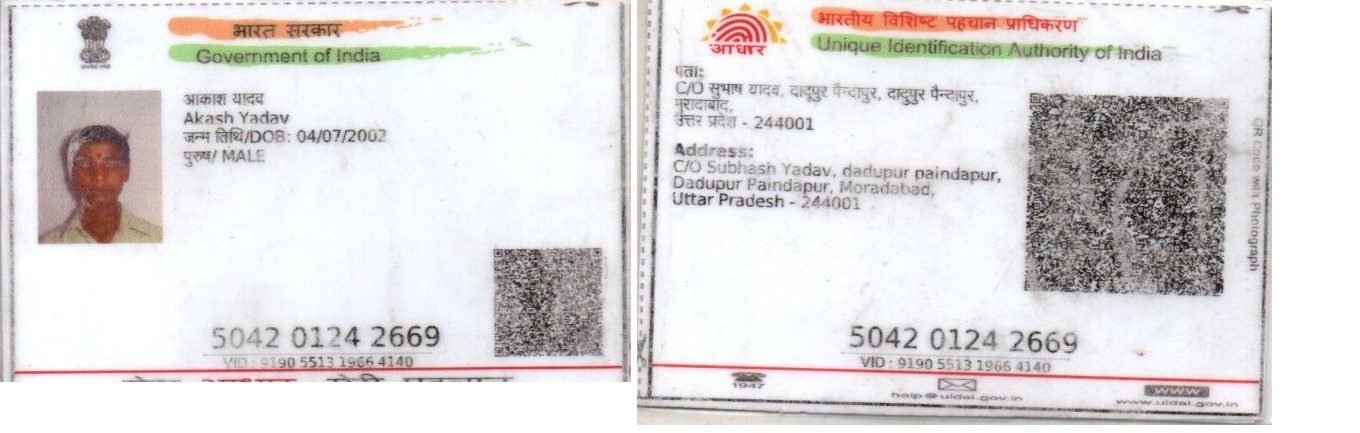 भारत सरकार
Government of India
आकाश यादव
Akash Yadav
जन्म तिथि/DOB: 04/07/2002
पुरुष/ MALE
5042 0124 2669
VID : 9190 5513 1966 4140
भारतीय विशिष्ट पहचान प्राधिकरण
आधार
Unique Identification Authority of India
पता:
C/O सुभाष यादव, दादूपुर पैन्दापुर, दादुपुर पैन्दापुर,
मुरादाबाद,
उत्तर प्रदेश - 244001
Address:
C/O Subhash Yadav, dadupur paindapur,
Dadupur Paindapur, Moradabad,
Uttar Pradesh - 244001
QR code with Photograph
5042 0124 2669
VID : 9190 5513 1966 4140
1947
help@uidai.gov.in
www
www.uidai.gov.in